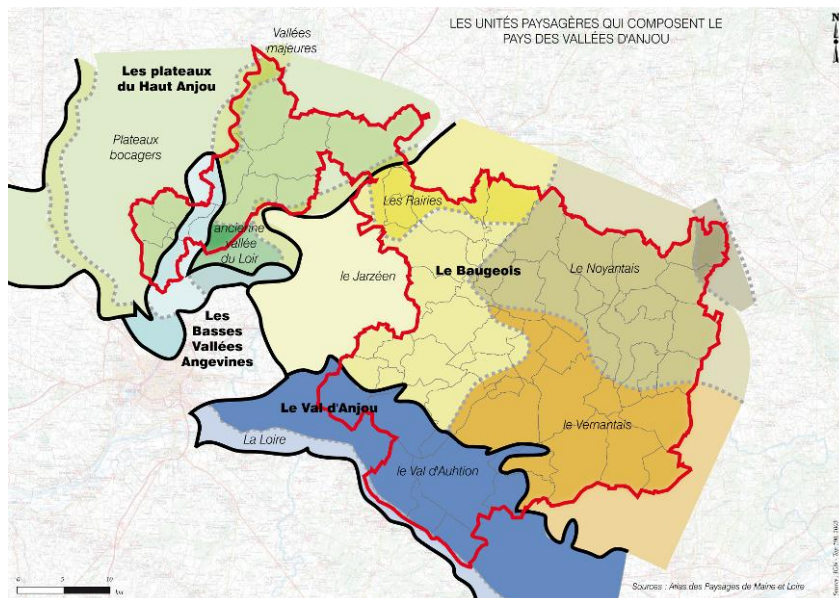 LES UNITÉS PAYSAGÈRES QUI COMPOSENT LE
PAYS DES VALLÉES D'ANJOU
N
Vallées
majeures
Les plateaux
du Haut Anjou
Plateaux
bocagers
Les Rairies
ancienne
vallée
du Loir
le Jarzéen
Le Baugeois
Le Noyantais
Les
Basses
Vallées
Angevines
Le Val d'Anjou
La Loire
le Vernantais
le Val d'Auhtion
0 5 10
km
Sources : Atlas des Paysages de Maine et Loire